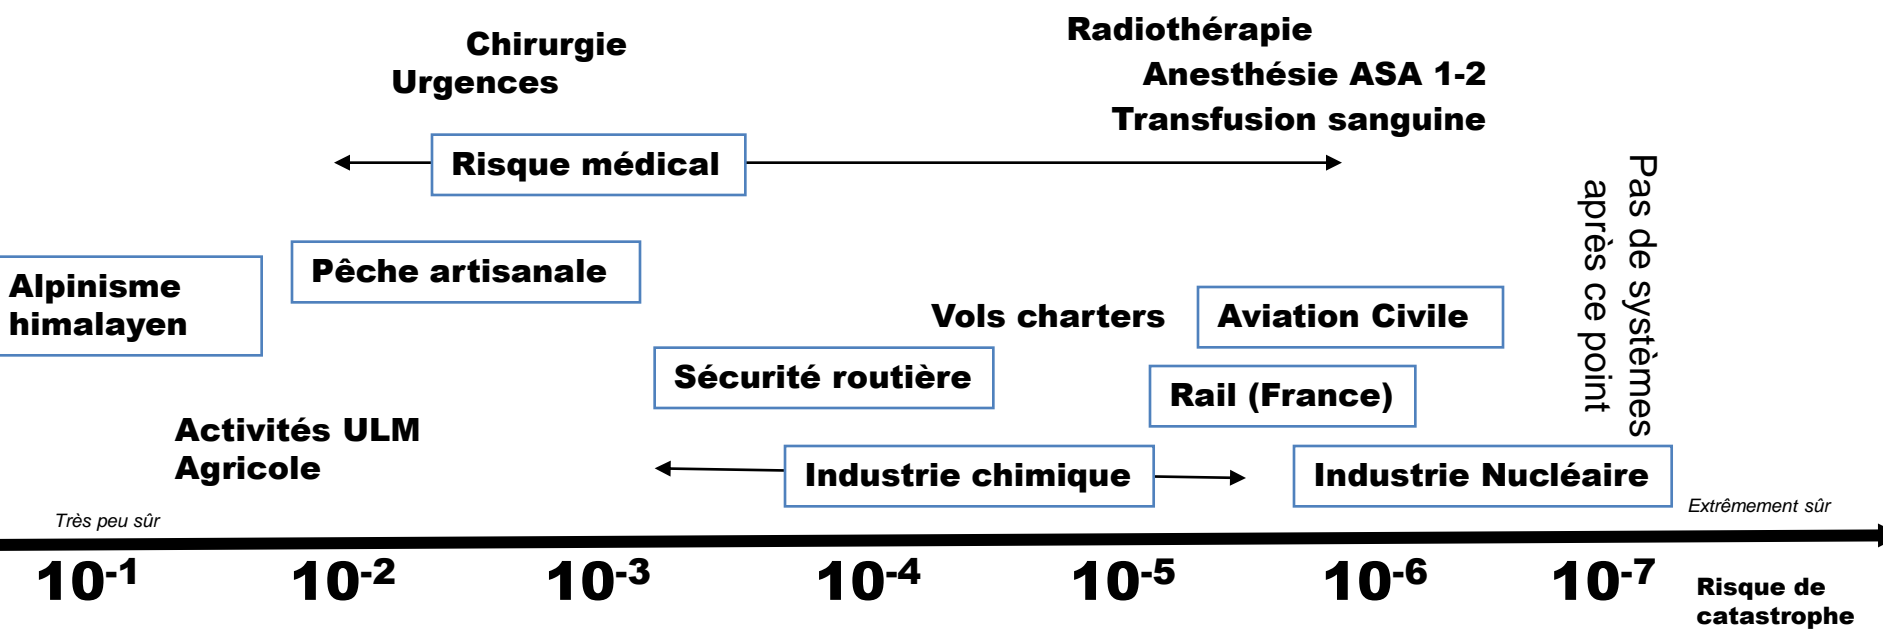 Chirurgie
Urgences
Radiothérapie
Anesthésie ASA 1-2
Transfusion sanguine
Risque médical
Pas de systèmes
après ce point
Alpinisme
himalayen
Pêche artisanale
Vols charters
Aviation Civile
Sécurité routière
Rail (France)
Activités ULM
Agricole
Industrie chimique
Industrie Nucléaire
Très peu sûr
Extrêmement sûr
10-1
10-2
10-3
10-4
10-5
10-6
10-7
Risque de
catastrophe